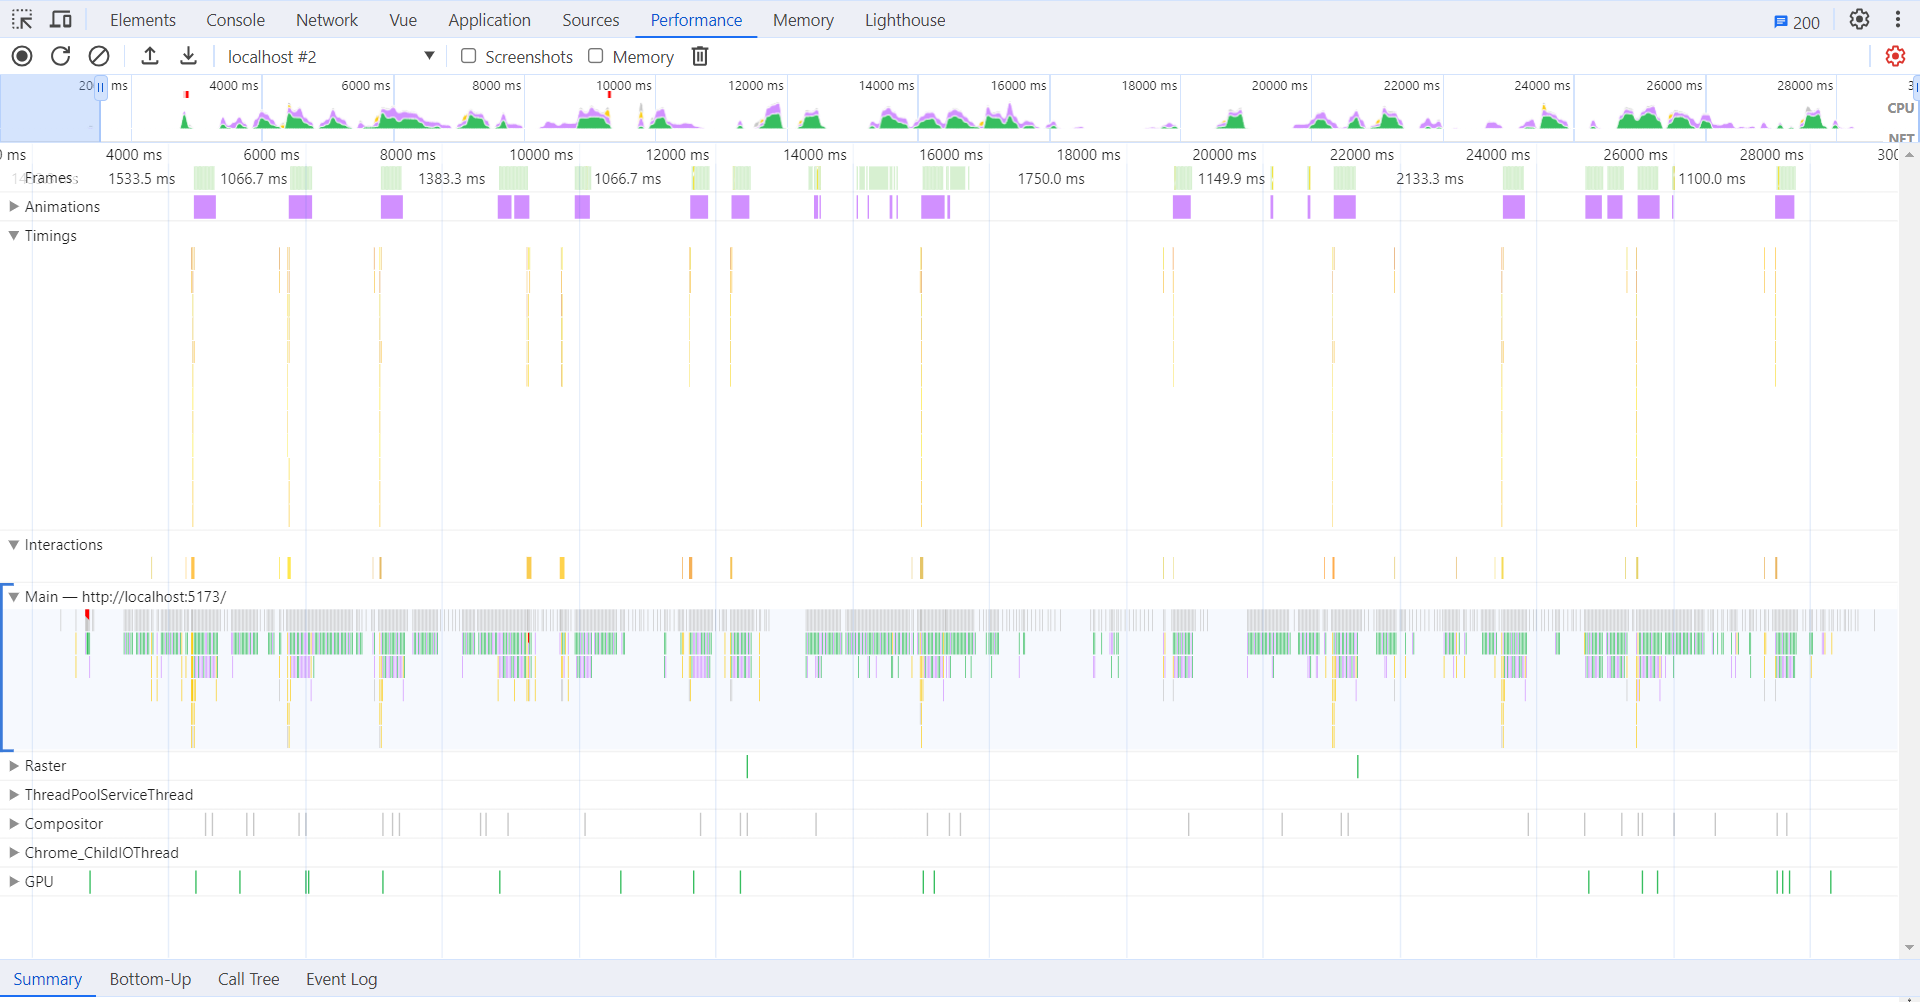 Elements Console Network Vue Application Sources Performance Memory Lighthouse 200
localhost #2 Screenshots Memory
ms 4000 ms 6000 ms 8000 ms 10000 ms 12000 ms 14000 ms 16000 ms 18000 ms 20000 ms 22000 ms 24000 ms 26000 ms 28000 ms
CPU
NET
0 ms 4000 ms 6000 ms 8000 ms 10000 ms 12000 ms 14000 ms 16000 ms 18000 ms 20000 ms 22000 ms 24000 ms 26000 ms 28000 ms
Frames 1533.5 ms 1066.7 ms 1383.3 ms 1066.7 ms 1750.0 ms 1149.9 ms 2133.3 ms 1100.0 ms
Animations
Timings
Interactions
Main — http://localhost:5173/
Raster
ThreadPoolServiceThread
Compositor
Chrome_ChildIOThread
GPU
Summary Bottom-Up Call Tree Event Log